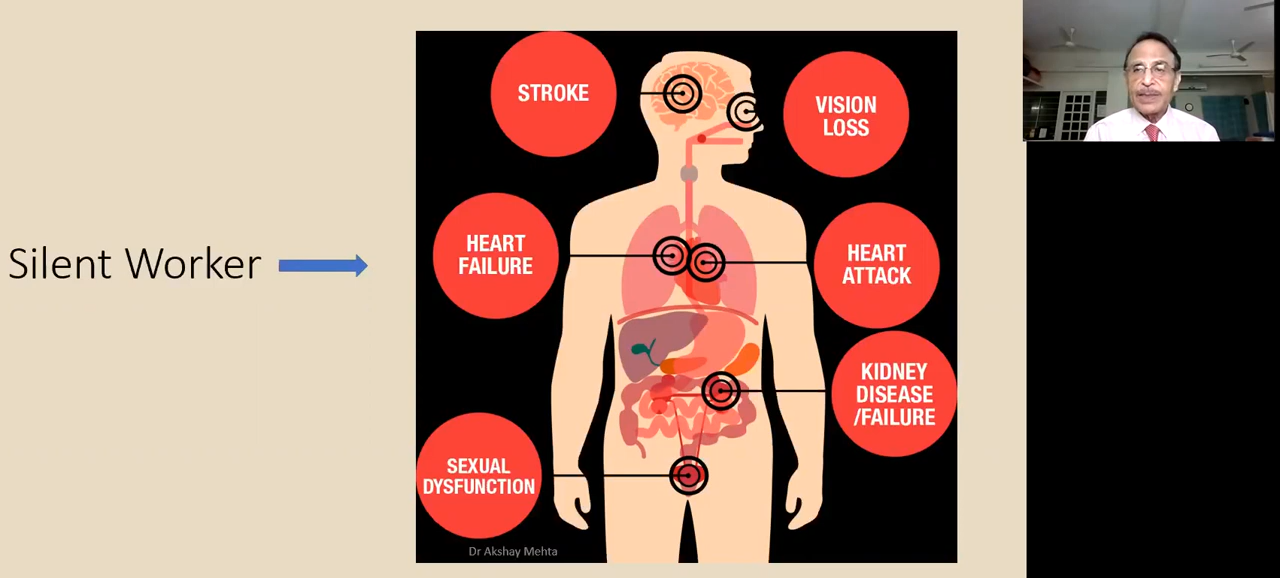 Silent Worker
STROKE
VISION
LOSS
HEART
FAILURE
HEART
ATTACK
KIDNEY
DISEASE
/FAILURE
SEXUAL
DYSFUNCTION
Dr Akshay Mehta